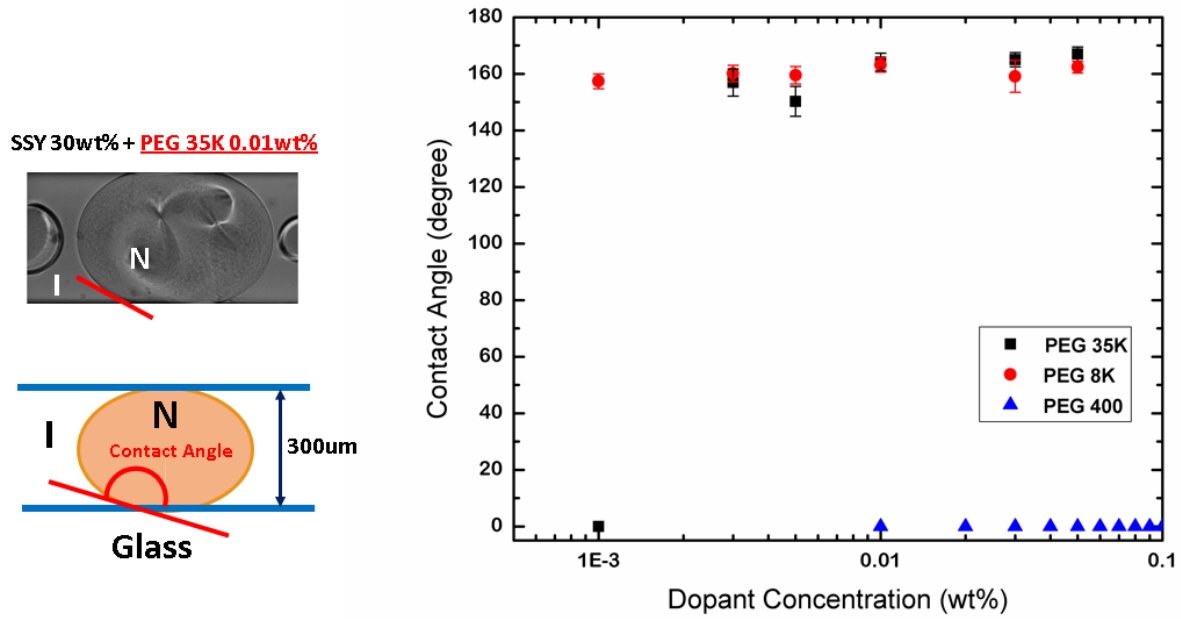 SSY 30wt% + PEG 35K 0.01wt%
N
I
N
I
Contact Angle
300um
Glass
Contact Angle (degree)
180
160
140
120
100
80
60
40
20
0
PEG 35K
PEG 8K
PEG 400
1E-3
0.01
0.1
Dopant Concentration (wt%)